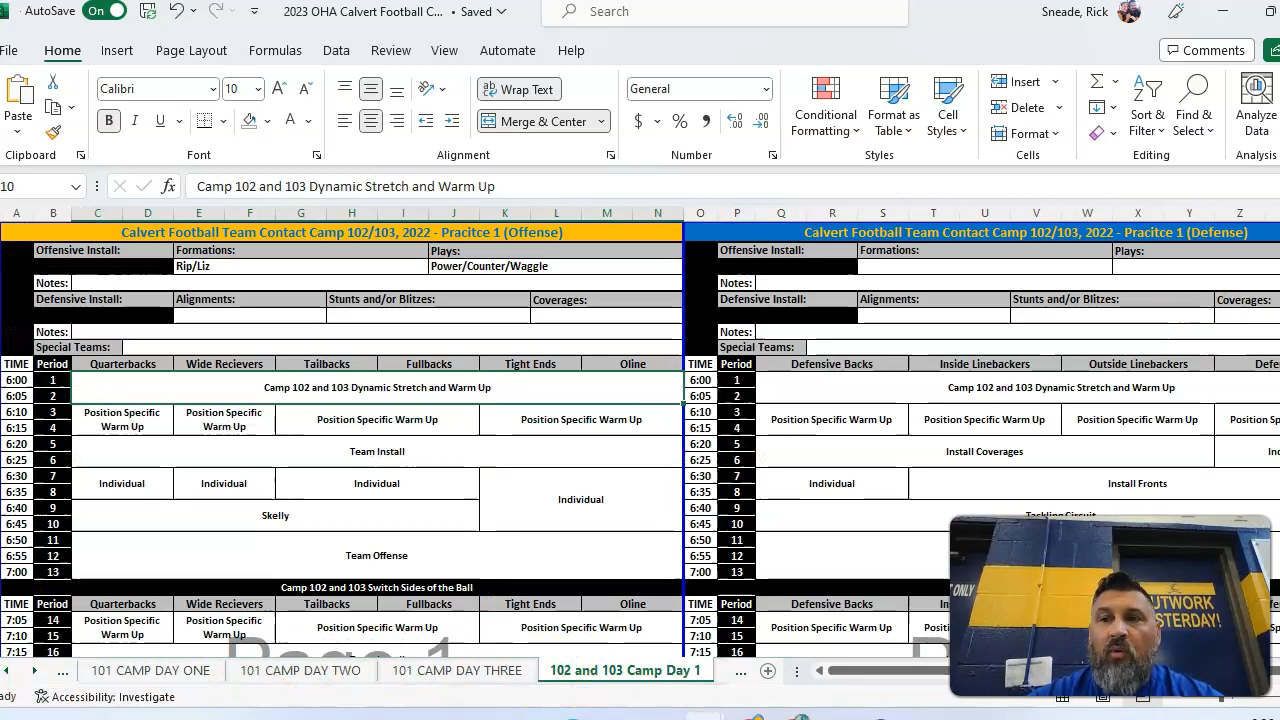 AutoSave On 2023 OHA Calvert Football C... • Saved Search Sneade, Rick
File Home Insert Page Layout Formulas Data Review View Automate Help Comments
Paste Calibri 10 Wrap Text General Conditional Formatting Format as Table Cell Styles Insert Sort & Filter Find & Select Analyze Data
B I U Merge & Center $ % Delete
Format
Clipboard Font Alignment Number Styles Cells Editing Analysis
10 fx Camp 102 and 103 Dynamic Stretch and Warm Up
A B C D E F G H I J K L M N O P Q R S T U V W X Y Z
Calvert Football Team Contact Camp 102/103, 2022 - Pracitce 1 (Offense) Calvert Football Team Contact Camp 102/103, 2022 - Pracitce 1 (Defense)
Offensive Install: Formations: Plays: Offensive Install: Formations: Plays:
Rip/Liz Power/Counter/Waggle
Notes: Notes:
Defensive Install: Alignments: Stunts and/or Blitzes: Coverages: Defensive Install: Alignments: Stunts and/or Blitzes: Coverages:
Notes: Notes:
Special Teams: Special Teams:
TIME Period Quarterbacks Wide Recievers Tailbacks Fullbacks Tight Ends Oline TIME Period Defensive Backs Inside Linebackers Outside Linebackers Defe
6:00 1 Camp 102 and 103 Dynamic Stretch and Warm Up 6:00 1 Camp 102 and 103 Dynamic Stretch and Warm Up
6:05 2 6:05 2
6:10 3 Position Specific Warm Up Position Specific Warm Up Position Specific Warm Up Position Specific Warm Up 6:10 3 Position Specific Warm Up Position Specific Warm Up Position Specific Warm Up Position Sp
6:15 4 6:15 4
6:20 5 Team Install 6:20 5 Install Coverages In
6:25 6 6:25 6
6:30 7 Individual Individual Individual Individual 6:30 7 Individual Install Fronts
6:35 8 6:35 8
6:40 9 Skelly 6:40 9 Tackling Circuit
6:45 10 6:45 10
6:50 11 6:50 11
6:55 12 Team Offense 6:55 12
7:00 13 7:00 13
Camp 102 and 103 Switch Sides of the Ball
TIME Period Quarterbacks Wide Recievers Tailbacks Fullbacks Tight Ends Oline TIME Period Defensive Backs
7:05 14 Position Specific Warm Up Position Specific Warm Up Position Specific Warm Up Position Specific Warm Up 7:05 14 Position Specific Warm Up
7:10 15 7:10 15
7:15 16 Page 1 7:15 16
ONLY
OUTWORK
YESTERDAY!
... 101 CAMP DAY ONE 101 CAMP DAY TWO 101 CAMP DAY THREE 102 and 103 Camp Day 1 ...
ady Accessibility: Investigate